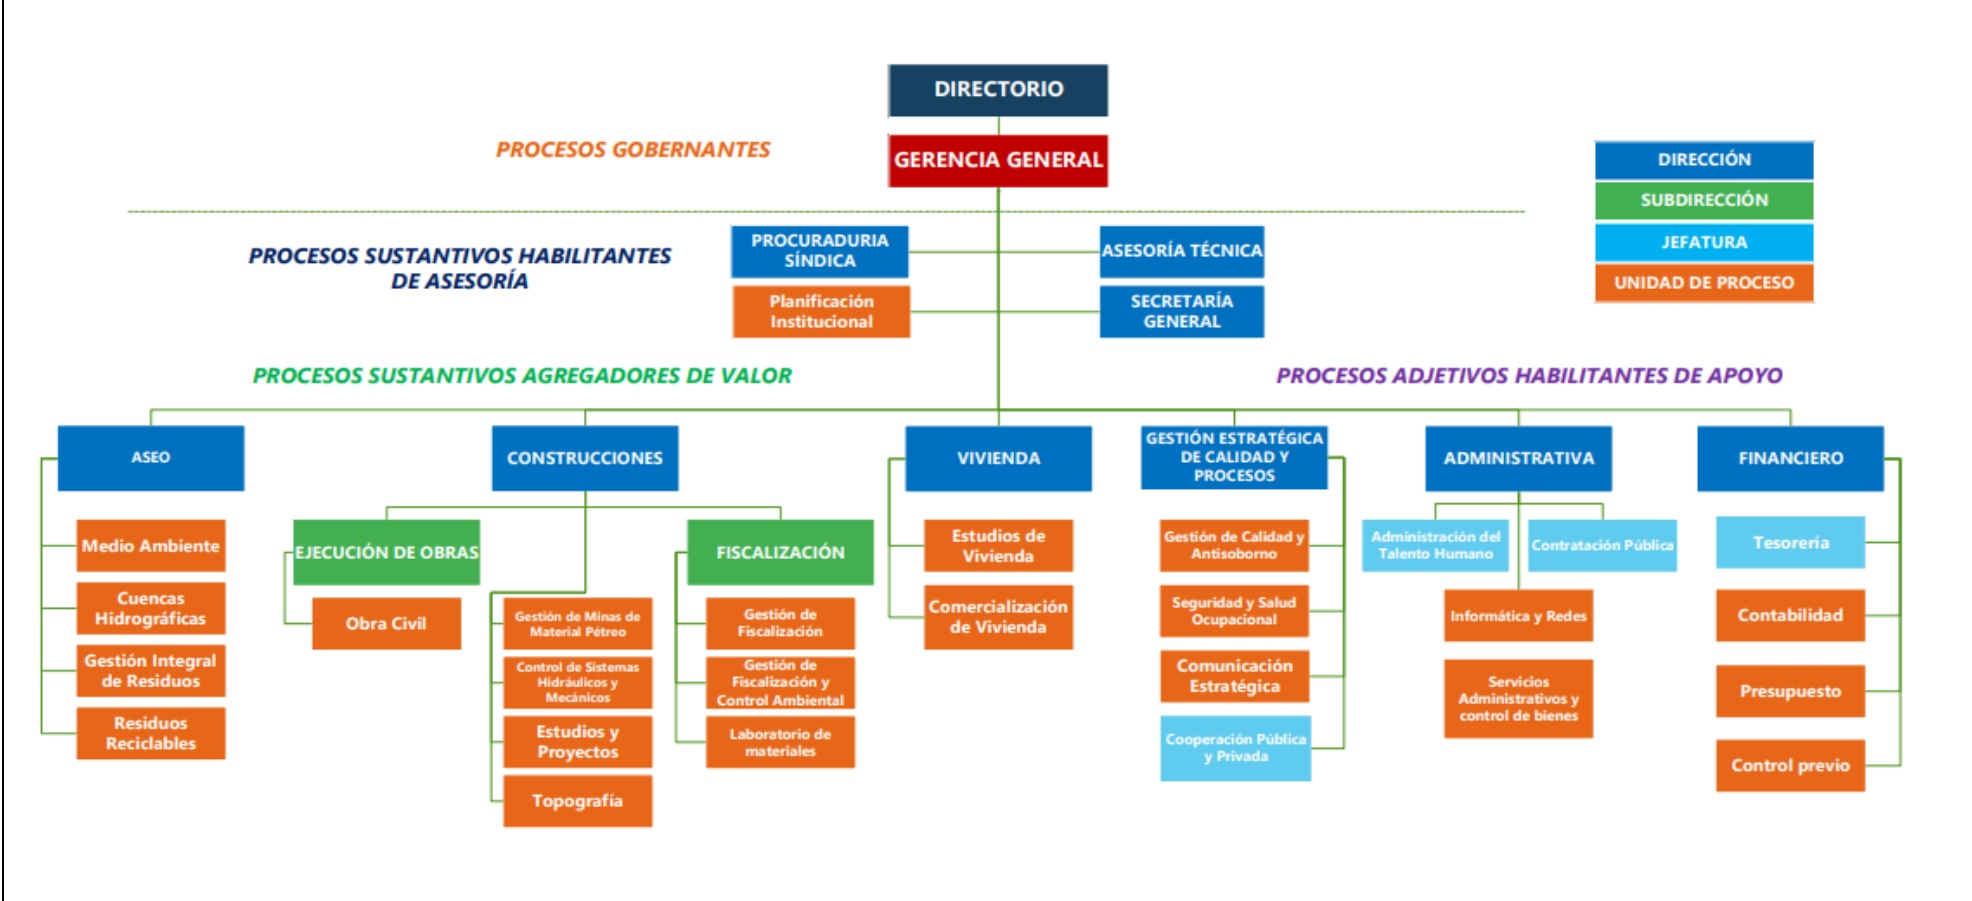 DIRECTORIO
PROCESOS GOBERNANTES
GERENCIA GENERAL
DIRECCIÓN
SUBDIRECCIÓN
JEFATURA
UNIDAD DE PROCESO
PROCESOS SUSTANTIVOS HABILITANTES
DE ASESORÍA
PROCURADURIA
SÍNDICA
ASESORÍA TÉCNICA
Planificación
Institucional
SECRETARÍA
GENERAL
PROCESOS SUSTANTIVOS AGREGADORES DE VALOR
PROCESOS ADJETIVOS HABILITANTES DE APOYO
ASEO
Medio Ambiente
Cuencas
Hidrográficas
Gestión Integral
de Residuos
Residuos
Reciclables
CONSTRUCCIONES
EJECUCIÓN DE OBRAS
Obra Civil
Gestión de Minas de
Material Pétreo
Control de Sistemas
Hidráulicos y
Mecánicos
Estudios y
Proyectos
Topografía
FISCALIZACIÓN
Gestión de
Fiscalización
Gestión de
Fiscalización y
Control Ambiental
Laboratorio de
materiales
VIVIENDA
Estudios de
Vivienda
Comercialización
de Vivienda
GESTIÓN ESTRATÉGICA
DE CALIDAD Y
PROCESOS
Gestión de Calidad y
Antisoborno
Seguridad y Salud
Ocupacional
Comunicación
Estratégica
Cooperación Pública
y Privada
ADMINISTRATIVA
Administración del
Talento Humano
Contratación Pública
Informática y Redes
Servicios
Administrativos y
control de bienes
FINANCIERO
Tesorería
Contabilidad
Presupuesto
Control previo